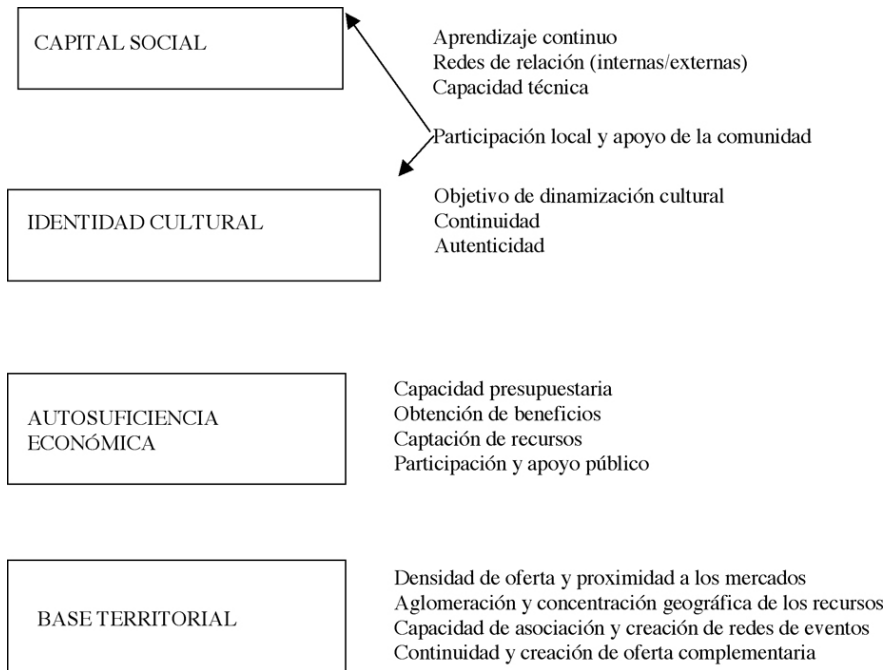 CAPITAL SOCIAL
Aprendizaje continuo
Redes de relación (internas/externas)
Capacidad técnica
Participación local y apoyo de la comunidad
IDENTIDAD CULTURAL
Objetivo de dinamización cultural
Continuidad
Autenticidad
AUTOSUFICIENCIA
ECONÓMICA
Capacidad presupuestaria
Obtención de beneficios
Captación de recursos
Participación y apoyo público
BASE TERRITORIAL
Densidad de oferta y proximidad a los mercados
Aglomeración y concentración geográfica de los recursos
Capacidad de asociación y creación de redes de eventos
Continuidad y creación de oferta complementaria